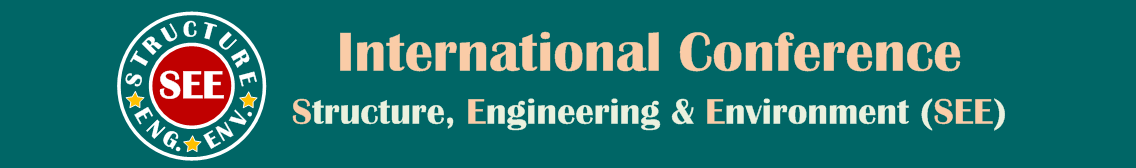 STRUCTURE
SEE
ENG. ENV.
International Conference
Structure, Engineering & Environment (SEE)